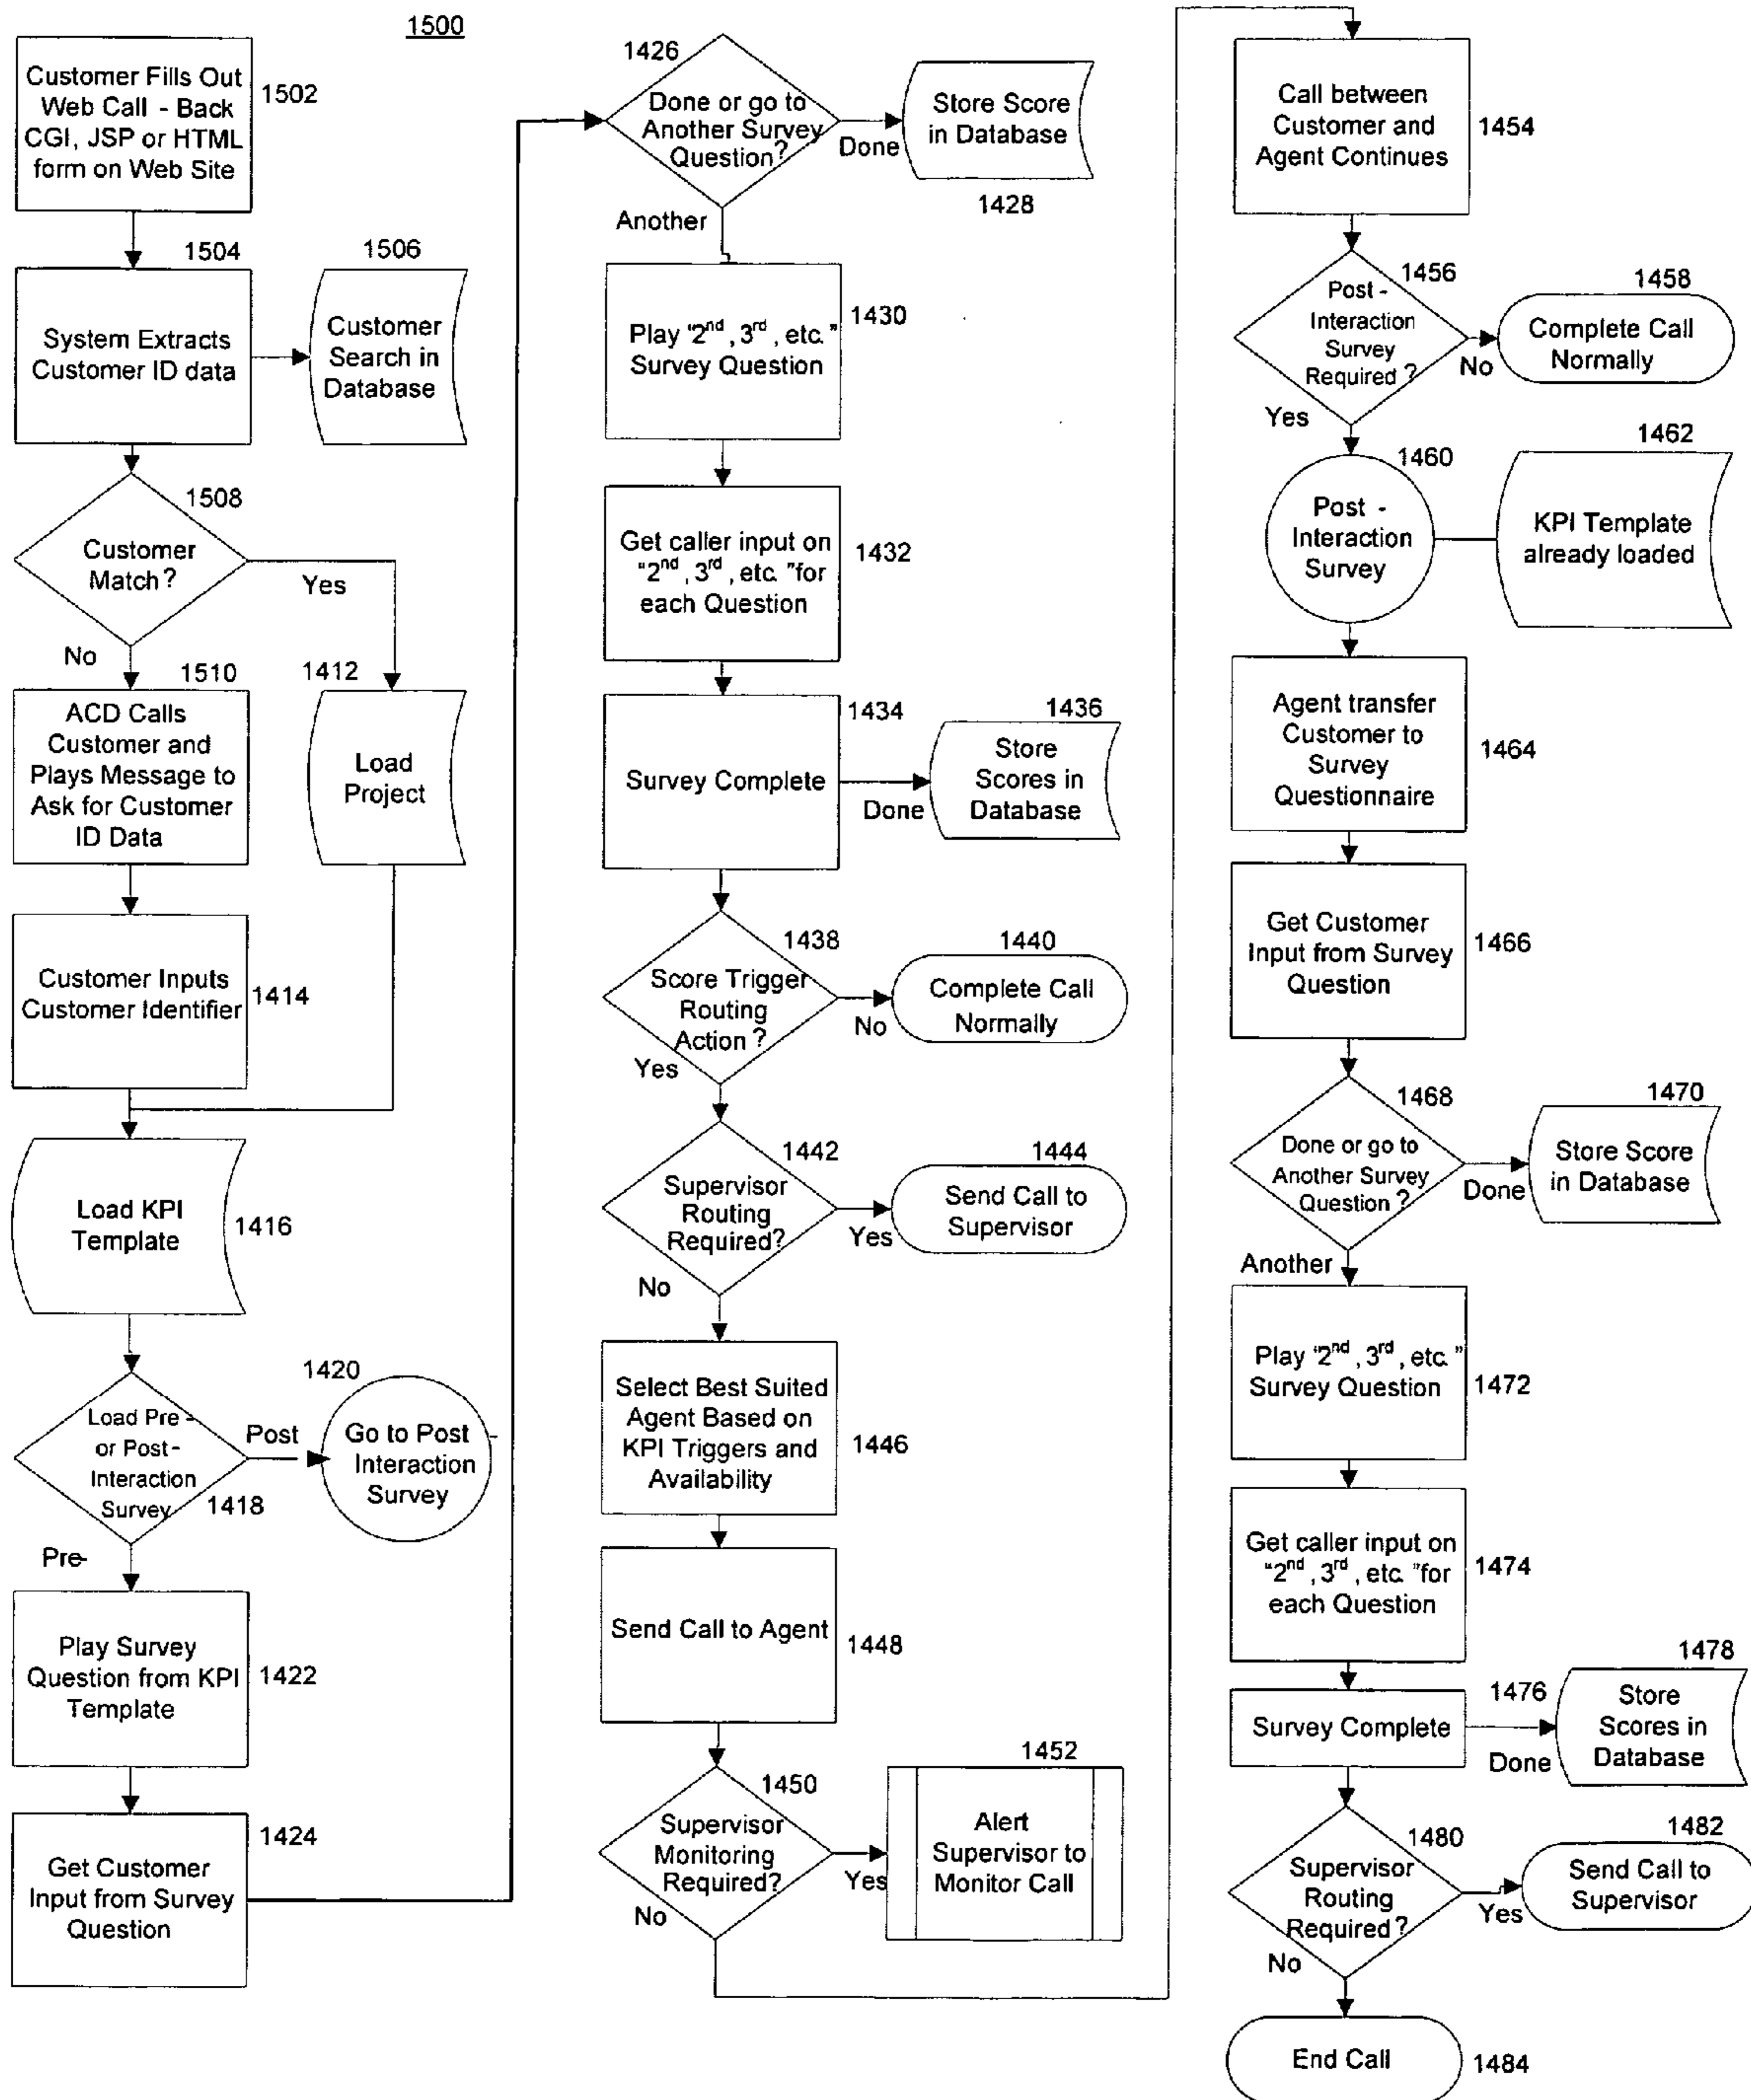 1500
Customer Fills Out
Web Call - Back
CGI, JSP or HTML
form on Web Site
1502
1504
System Extracts
Customer ID data
1506
Customer
Search in
Database
1508
Customer
Match?
Yes
No
1510
ACD Calls
Customer and
Plays Message to
Ask for Customer
ID Data
1412
Load
Project
Customer Inputs
Customer Identifier
1414
Load KPI
Template
1416
Load Pre -
or Post -
Interaction
Survey
1418
Post
Pre-
1420
Go to Post
Interaction
Survey
Play Survey
Question from KPI
Template
1422
1424
Get Customer
Input from Survey
Question
1426
Done or go to
Another Survey
Question?
Done
Another
Store Score
in Database
1428
Play "2nd, 3rd, etc."
Survey Question
1430
Get caller input on
"2nd, 3rd, etc. "for
each Question
1432
1434
Survey Complete
Done
1436
Store
Scores in
Database
1438
Score Trigger
Routing
Action ?
No
Yes
1440
Complete Call
Normally
1442
Supervisor
Routing
Required?
Yes
No
1444
Send Call to
Supervisor
Select Best Suited
Agent Based on
KPI Triggers and
Availability
1446
Send Call to Agent
1448
1450
Supervisor
Monitoring
Required?
Yes
No
1452
Alert
Supervisor to
Monitor Call
Call between
Customer and
Agent Continues
1454
1456
Post -
Interaction
Survey
Required ?
No
Yes
1458
Complete Call
Normally
1460
Post -
Interaction
Survey
1462
KPI Template
already loaded
Agent transfer
Customer to
Survey
Questionnaire
1464
Get Customer
Input from Survey
Question
1466
1468
Done or go to
Another Survey
Question ?
Done
Another
1470
Store Score
in Database
Play "2nd, 3rd, etc. "
Survey Question
1472
Get caller input on
"2nd, 3rd, etc. "for
each Question
1474
Survey Complete
1476
Done
1478
Store
Scores in
Database
1480
Supervisor
Routing
Required ?
Yes
No
1482
Send Call to
Supervisor
End Call
1484